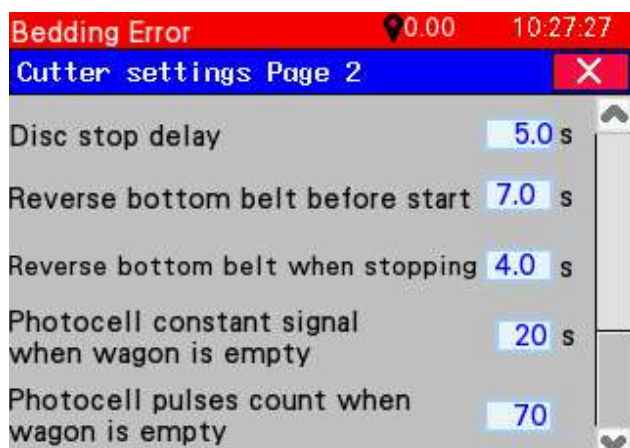 Bedding Error 0.00 10:27:27
Cutter settings Page 2
Disc stop delay 5.0 s
Reverse bottom belt before start 7.0 s
Reverse bottom belt when stopping 4.0 s
Photocell constant signal
when wagon is empty 20 s
Photocell pulses count when
wagon is empty 70